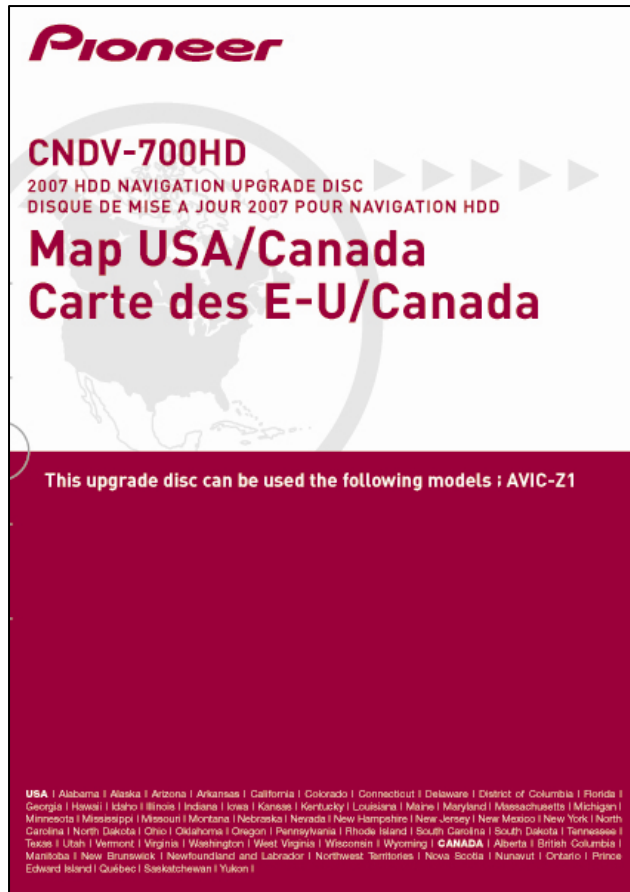 Pioneer
CNDV-700HD
2007 HDD NAVIGATION UPGRADE DISC
DISQUE DE MISE A JOUR 2007 POUR NAVIGATION HDD
Map USA/Canada
Carte des E-U/Canada
This upgrade disc can be used the following models ; AVIC-Z1
USA | Alabama | Alaska | Arizona | Arkansas | California | Colorado | Connecticut | Delaware | District of Columbia | Florida |
Georgia | Hawaii | Idaho | Illinois | Indiana | Iowa | Kansas | Kentucky | Louisiana | Maine | Maryland | Massachusetts | Michigan |
Minnesota | Mississippi | Missouri | Montana | Nebraska | Nevada | New Hampshire | New Jersey | New Mexico | New York | North
Carolina | North Dakota | Ohio | Oklahoma | Oregon | Pennsylvania | Rhode Island | South Carolina | South Dakota | Tennessee |
Texas | Utah | Vermont | Virginia | Washington | West Virginia | Wisconsin | Wyoming | CANADA | Alberta | British Columbia |
Manitoba | New Brunswick | Newfoundland and Labrador | Northwest Territories | Nova Scotia | Nunavut | Ontario | Prince
Edward Island | Québec | Saskatchewan | Yukon |